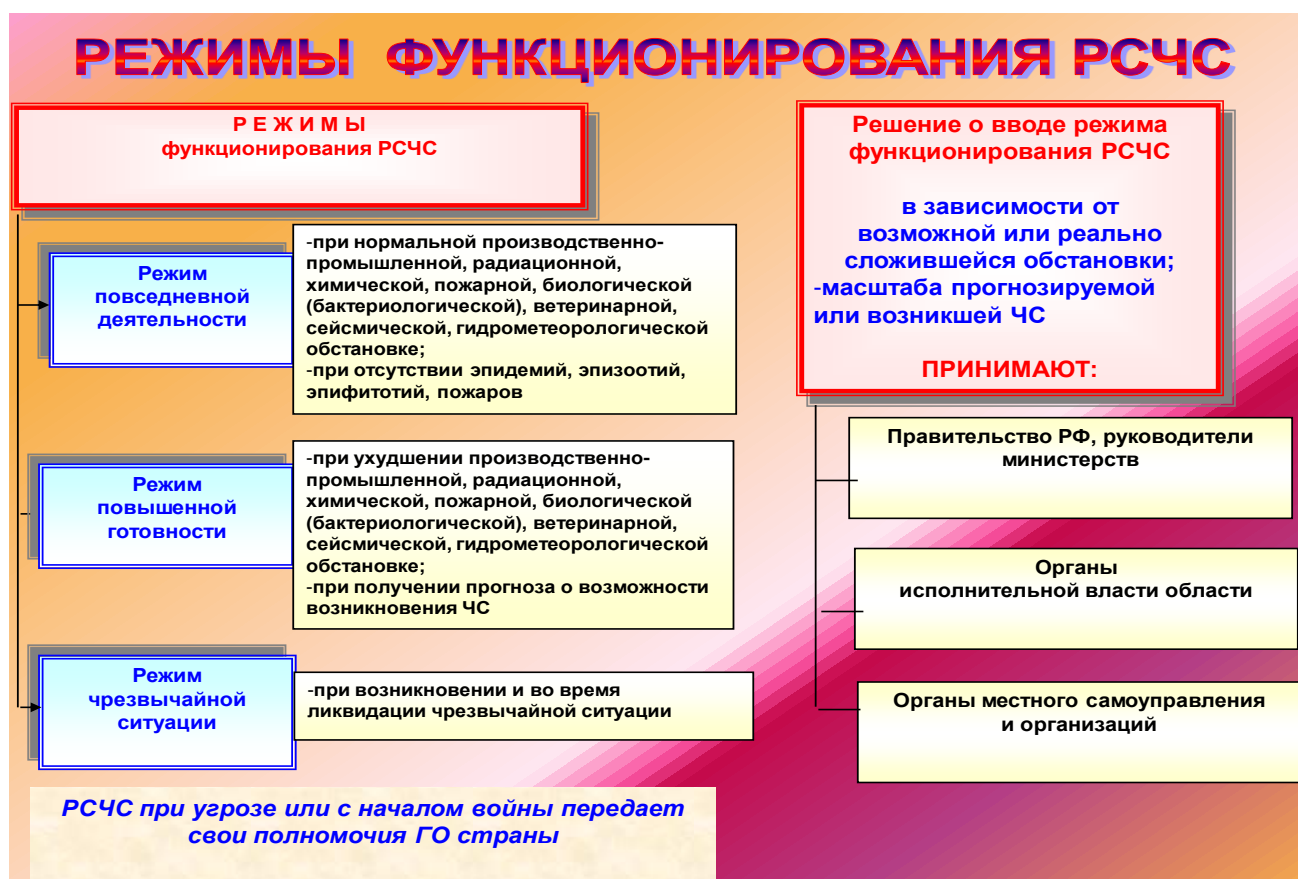 РЕЖИМЫ ФУНКЦИОНИРОВАНИЯ РСЧС
Р Е Ж И М Ы
функционирования РСЧС
Режим
повседневной
деятельности
-при нормальной производственно-
промышленной, радиационной,
химической, пожарной, биологической
(бактериологической), ветеринарной,
сейсмической, гидрометеорологической
обстановке;
-при отсутствии эпидемий, эпизоотий,
эпифитотий, пожаров
Режим
повышенной
готовности
-при ухудшении производственно-
промышленной, радиационной,
химической, пожарной, биологической
(бактериологической), ветеринарной,
сейсмической, гидрометеорологической
обстановке;
-при получении прогноза о возможности
возникновения ЧС
Режим
чрезвычайной
ситуации
-при возникновении и во время
ликвидации чрезвычайной ситуации
РСЧС при угрозе или с началом войны передает
свои полномочия ГО страны
Решение о вводе режима
функционирования РСЧС
в зависимости от
возможной или реально
сложившейся обстановки;
-масштаба прогнозируемой
или возникшей ЧС
ПРИНИМАЮТ:
Правительство РФ, руководители
министерств
Органы
исполнительной власти области
Органы местного самоуправления
и организаций